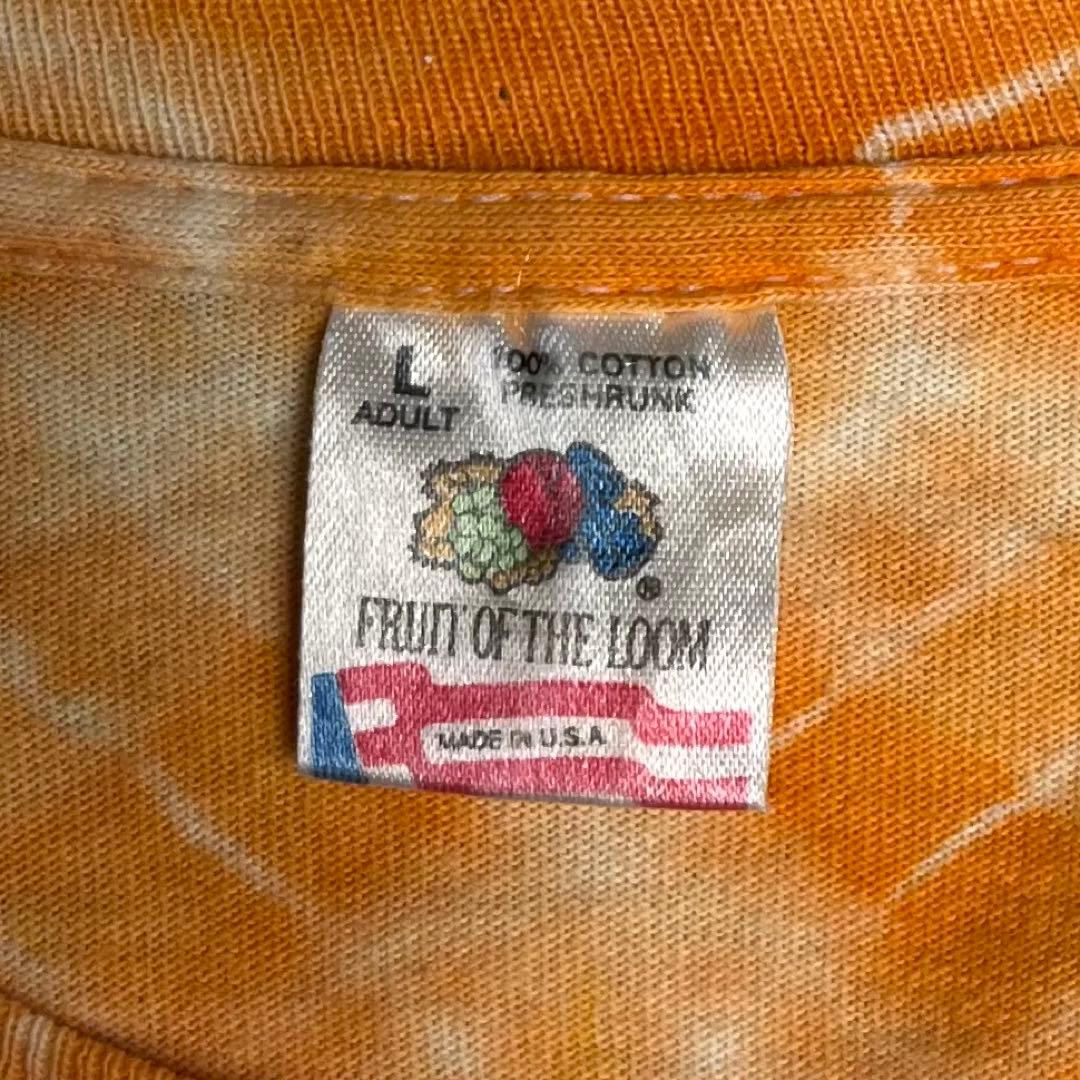 L
ADULT
100% COTTON
PRESHRUNK
®
FRUIT OF THE LOOM
MADE IN U.S.A.